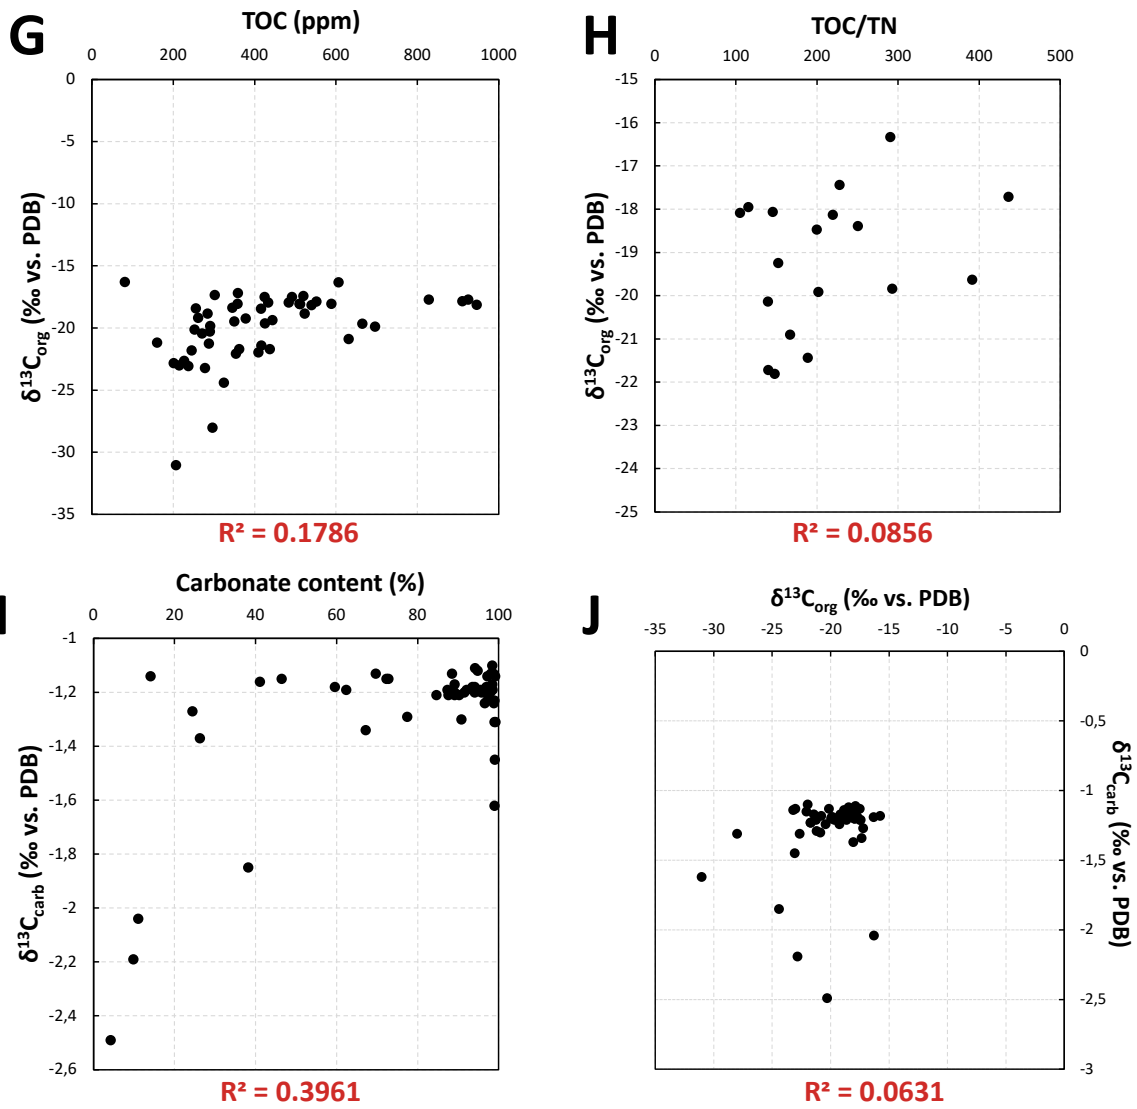 G
TOC (ppm)
0 200 400 600 800 1000
0
-5
-10
-15
-20
-25
-30
-35
δ¹³C_org (‰ vs. PDB)
R² = 0.1786
H
TOC/TN
0 100 200 300 400 500
-15
-16
-17
-18
-19
-20
-21
-22
-23
-24
-25
δ¹³C_org (‰ vs. PDB)
R² = 0.0856
I
Carbonate content (%)
0 20 40 60 80 100
-1
-1,2
-1,4
-1,6
-1,8
-2
-2,2
-2,4
-2,6
δ¹³C_carb (‰ vs. PDB)
R² = 0.3961
J
δ¹³C_org (‰ vs. PDB)
-35 -30 -25 -20 -15 -10 -5 0
0
-0,5
-1
-1,5
-2
-2,5
-3
δ¹³C_carb (‰ vs. PDB)
R² = 0.0631